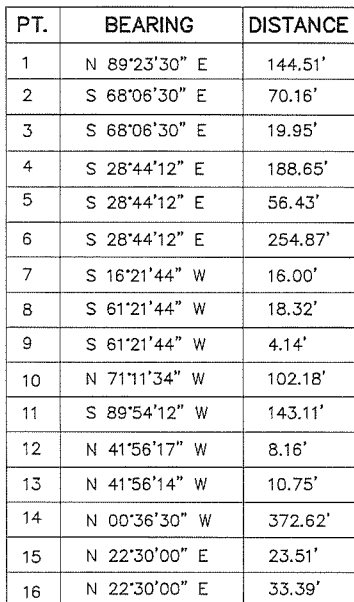 PT. BEARING DISTANCE
1 N 89°23'30" E 144.51'
2 S 68°06'30" E 70.16'
3 S 68°06'30" E 19.95'
4 S 28°44'12" E 188.65'
5 S 28°44'12" E 56.43'
6 S 28°44'12" E 254.87'
7 S 16°21'44" W 16.00'
8 S 61°21'44" W 18.32'
9 S 61°21'44" W 4.14'
10 N 71°11'34" W 102.18'
11 S 89°54'12" W 143.11'
12 N 41°56'17" W 8.16'
13 N 41°56'14" W 10.75'
14 N 00°36'30" W 372.62'
15 N 22°30'00" E 23.51'
16 N 22°30'00" E 33.39'